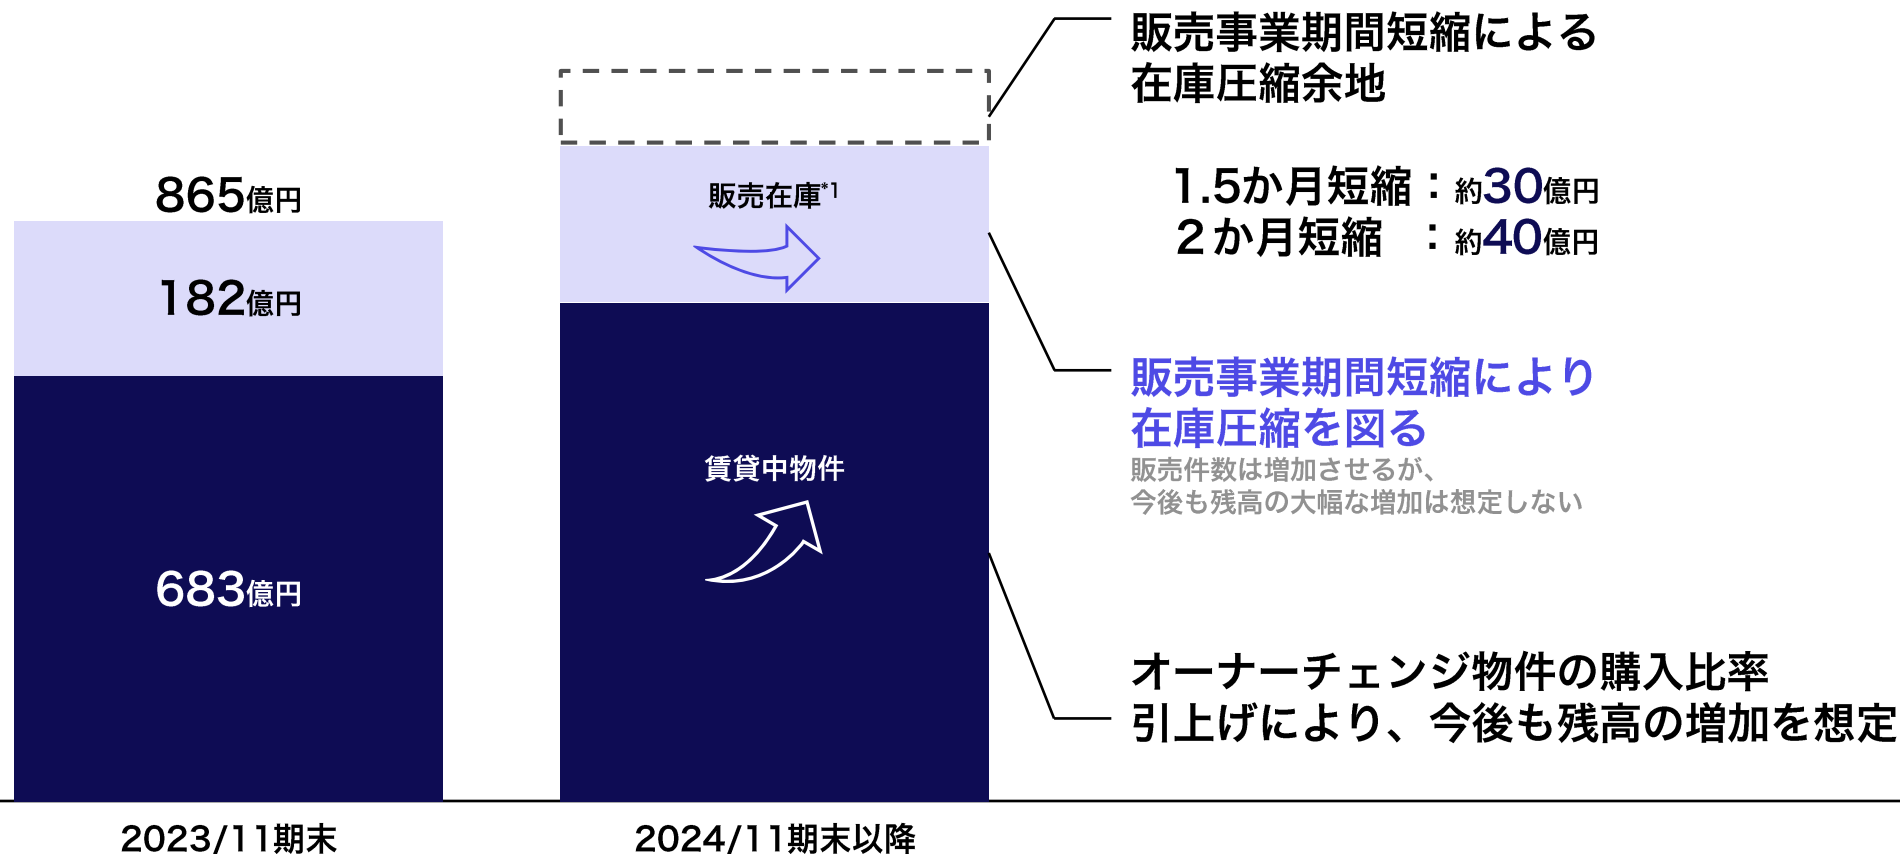 865億円
182億円
683億円
2023/11期末
販売在庫*1
賃貸中物件
2024/11期末以降
販売事業期間短縮による
在庫圧縮余地
1.5か月短縮：約30億円
2か月短縮　：約40億円
販売事業期間短縮により
在庫圧縮を図る
販売件数は増加させるが、
今後も残高の大幅な増加は想定しない
オーナーチェンジ物件の購入比率
引上げにより、今後も残高の増加を想定